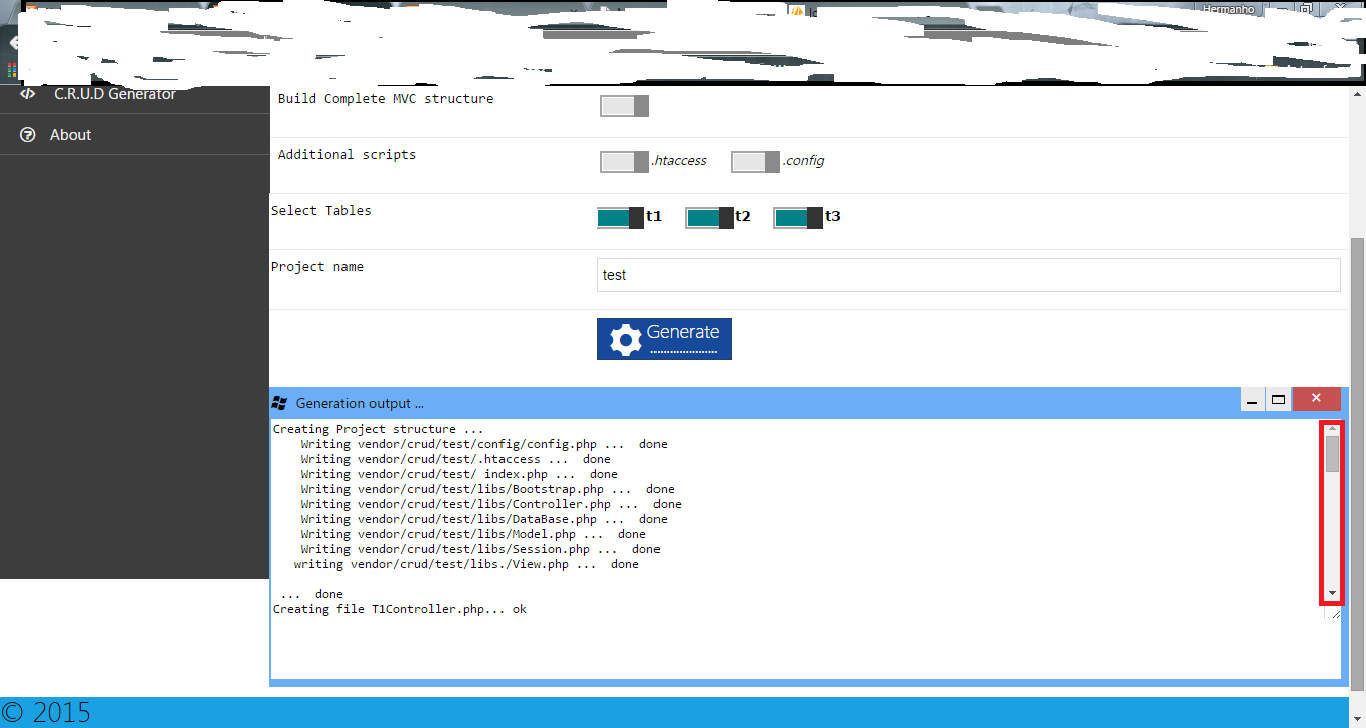 Hermanho
C.R.U.D Generator
About
Build Complete MVC structure
Additional scripts
.htaccess .config
Select Tables
t1 t2 t3
Project name
test
Generate
Generation output ...
Creating Project structure ...
Writing vendor/crud/test/config/config.php ... done
Writing vendor/crud/test/.htaccess ... done
Writing vendor/crud/test/ index.php ... done
Writing vendor/crud/test/libs/Bootstrap.php ... done
Writing vendor/crud/test/libs/Controller.php ... done
Writing vendor/crud/test/libs/DataBase.php ... done
Writing vendor/crud/test/libs/Model.php ... done
Writing vendor/crud/test/libs/Session.php ... done
writing vendor/crud/test/libs./View.php ... done
... done
Creating file T1Controller.php... ok
© 2015